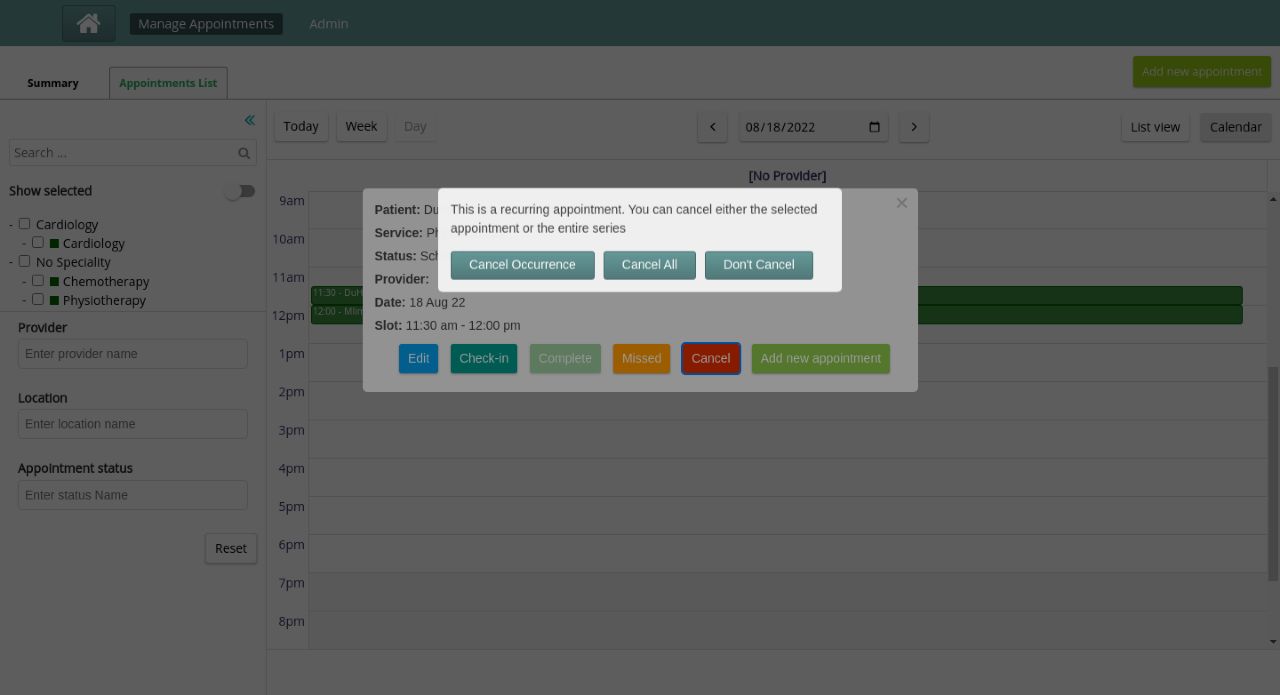 Manage Appointments Admin
Summary Appointments List Add new appointment
Today Week Day 08/18/2022 List view Calendar
Search ...
Show selected
- Cardiology
- Cardiology
- No Speciality
- Chemotherapy
- Physiotherapy
Provider
Enter provider name
Location
Enter location name
Appointment status
Enter status Name
Reset
[No Provider]
9am
10am
11am
12pm
1pm
2pm
3pm
4pm
5pm
6pm
7pm
8pm
11:30 - DuH
12:00 -
Patient: Du
Service: Ph
Status: Sch
Provider:
Date: 18 Aug 22
Slot: 11:30 am - 12:00 pm
Edit Check-in Complete Missed Cancel Add new appointment
This is a recurring appointment. You can cancel either the selected
appointment or the entire series
Cancel Occurrence Cancel All Don't Cancel